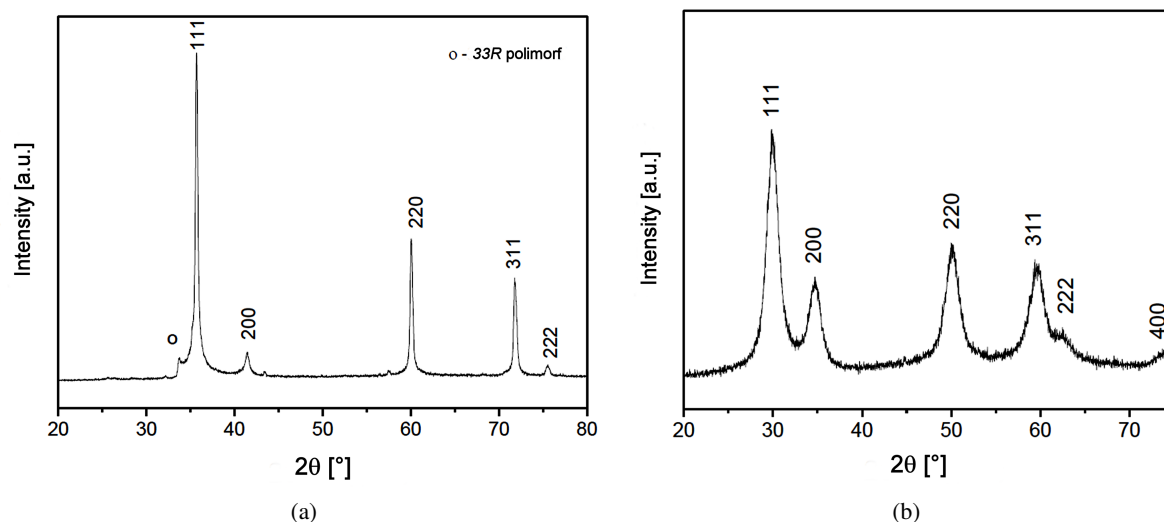 111
o - 33R polimorf
220
311
o
200
222
Intensity [a.u.]
20 30 40 50 60 70 80
2θ [°]
(a)
111
200
220
311
222
400
Intensity [a.u.]
20 30 40 50 60 70
2θ [°]
(b)